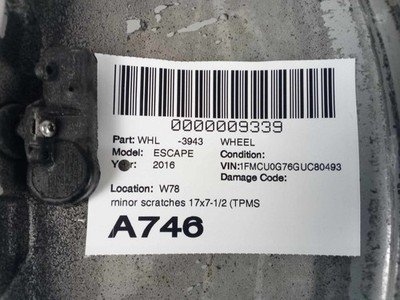 0000009339
Part: WHL -3943 WHEEL
Model: ESCAPE Condition:
Year: 2016 VIN:1FMCU0G76GUC80493
Damage Code:
Location: W78
minor scratches 17x7-1/2 (TPMS
A746